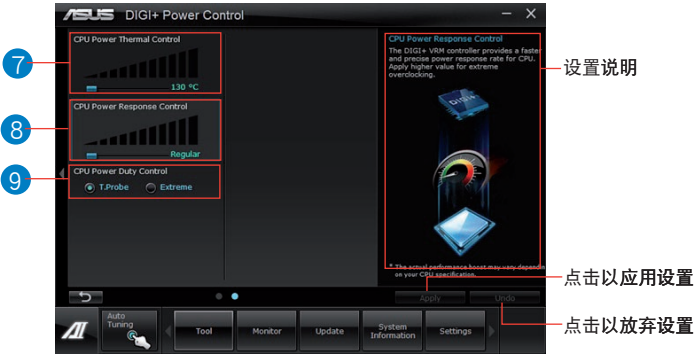 ASUS DIGI+ Power Control
CPU Power Thermal Control
130 °C
7
CPU Power Response Control
Regular
8
CPU Power Duty Control
T.Probe Extreme
9
CPU Power Response Control
The DIGI+ VRM controller provides a faster
and precise power response rate for CPU.
Apply higher value for extreme
overclocking.
DIGI+
* The actual performance boost may vary dependin
on your CPU specification.
设置说明
Apply Undo
点击以应用设置
点击以放弃设置
AI
Auto
Tuning
Tool
Monitor
Update
System
Information
Settings